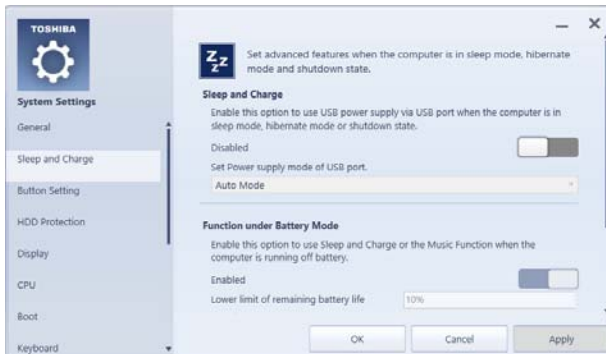 TOSHIBA
System Settings
General
Sleep and Charge
Button Setting
HDD Protection
Display
CPU
Boot
Keyboard
Set advanced features when the computer is in sleep mode, hibernate
mode and shutdown state.
Sleep and Charge
Enable this option to use USB power supply via USB port when the computer is in
sleep mode, hibernate mode or shutdown state.
Disabled
Set Power supply mode of USB port.
Auto Mode
Function under Battery Mode
Enable this option to use Sleep and Charge or the Music Function when the
computer is running off battery.
Enabled
Lower limit of remaining battery life
10%
OK
Cancel
Apply